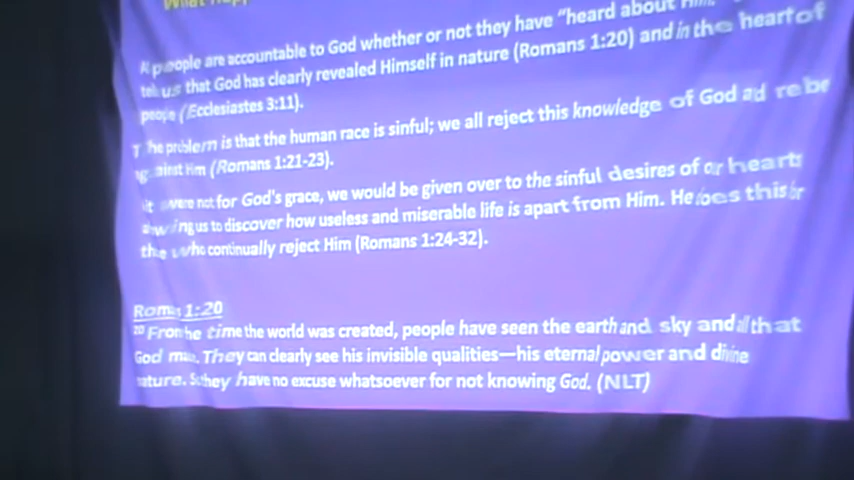 What
people are accountable to God whether or not they have "heard about Him."
that God has clearly revealed Himself in nature (Romans 1:20) and in the heart of
people (Ecclesiastes 3:11).
The problem is that the human race is sinful; we all reject this knowledge of God and rebe
against Him (Romans 1:21-23).
it were not for God's grace, we would be given over to the sinful desires of our hearts
us to discover how useless and miserable life is apart from Him. He does this for
those who continually reject Him (Romans 1:24-32).
Romans 1:20
20 From the time the world was created, people have seen the earth and sky and all that
God made. They can clearly see his invisible qualities—his eternal power and divine
nature. So they have no excuse whatsoever for not knowing God. (NLT)